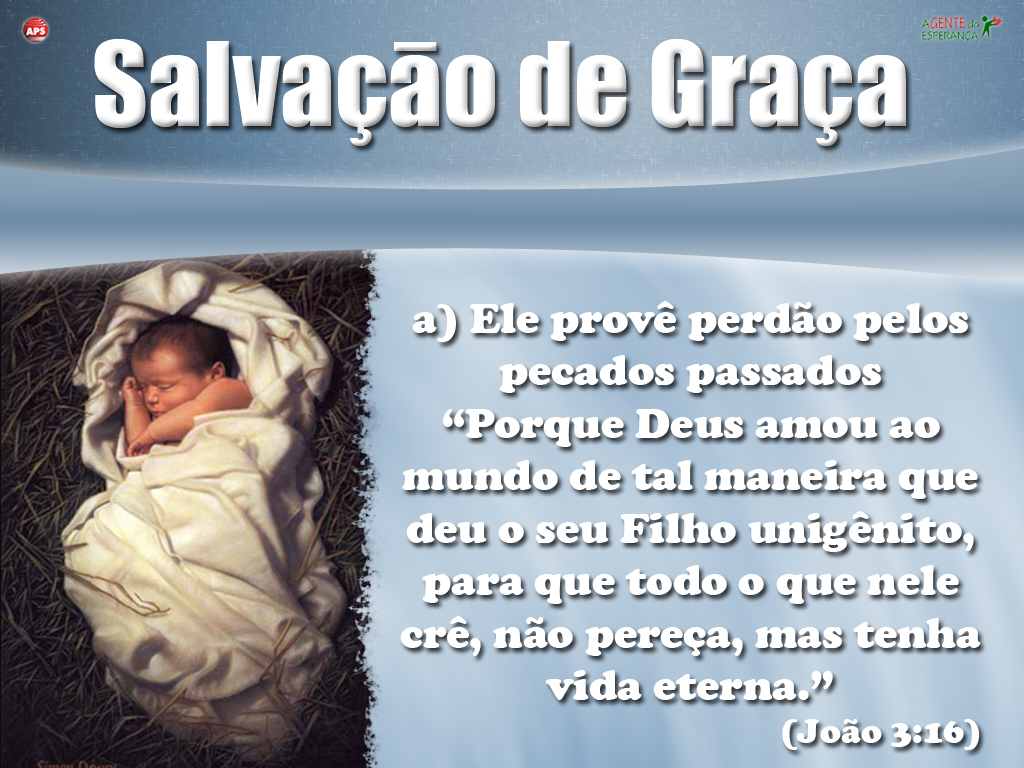 APS
AGENTE da
ESPERANÇA
Salvação de Graça
a) Ele provê perdão pelos
pecados passados
“Porque Deus amou ao
mundo de tal maneira que
deu o seu Filho unigênito,
para que todo o que nele
crê, não pereça, mas tenha
vida eterna.”
(João 3:16)